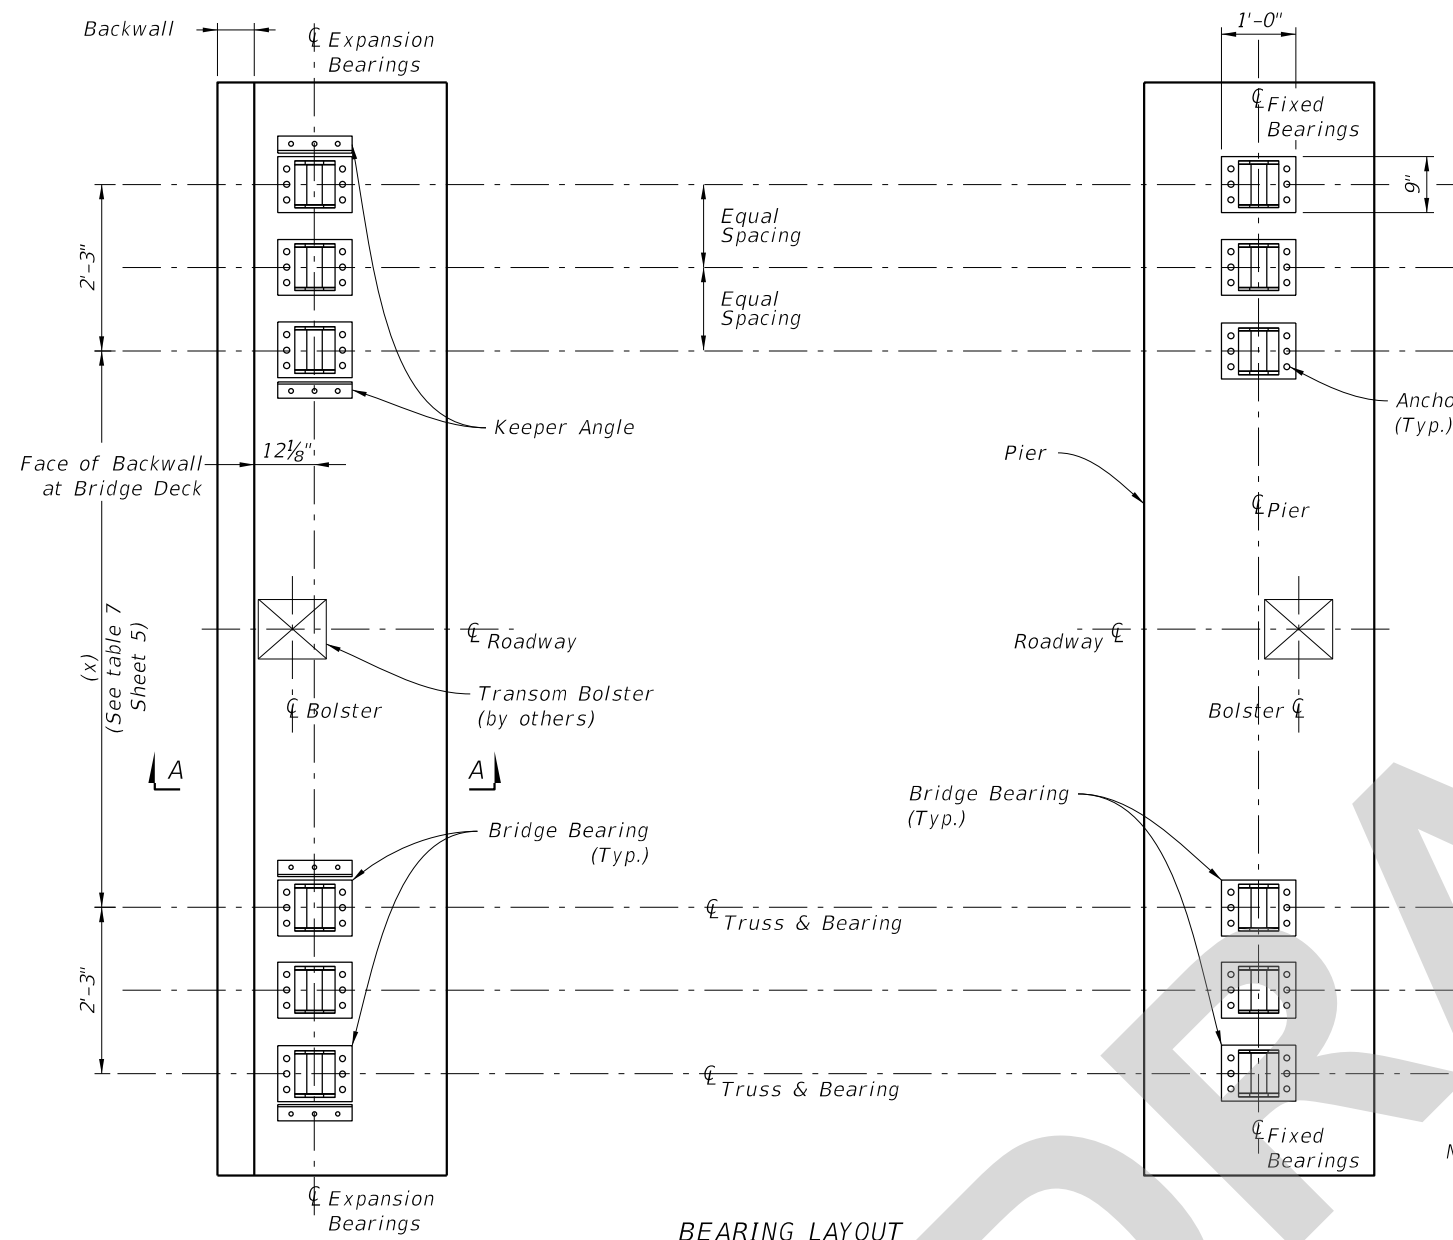 Backwall
℄ Expansion
Bearings
1'-0"
℄ Fixed
Bearings
9"
2'-3"
Equal
Spacing
Equal
Spacing
Keeper Angle
(Typ.)
12⅛"
Face of Backwall
at Bridge Deck
Pier
℄ Pier
(x)
(See table 7
Sheet 5)
℄ Roadway
Roadway ℄
Transom Bolster
(by others)
℄ Bolster
Bolster ℄
A
A
Bridge Bearing
(Typ.)
Bridge Bearing
(Typ.)
℄ Truss & Bearing
2'-3"
℄ Truss & Bearing
℄ Fixed
Bearings
℄ Expansion
Bearings
BEARING LAYOUT